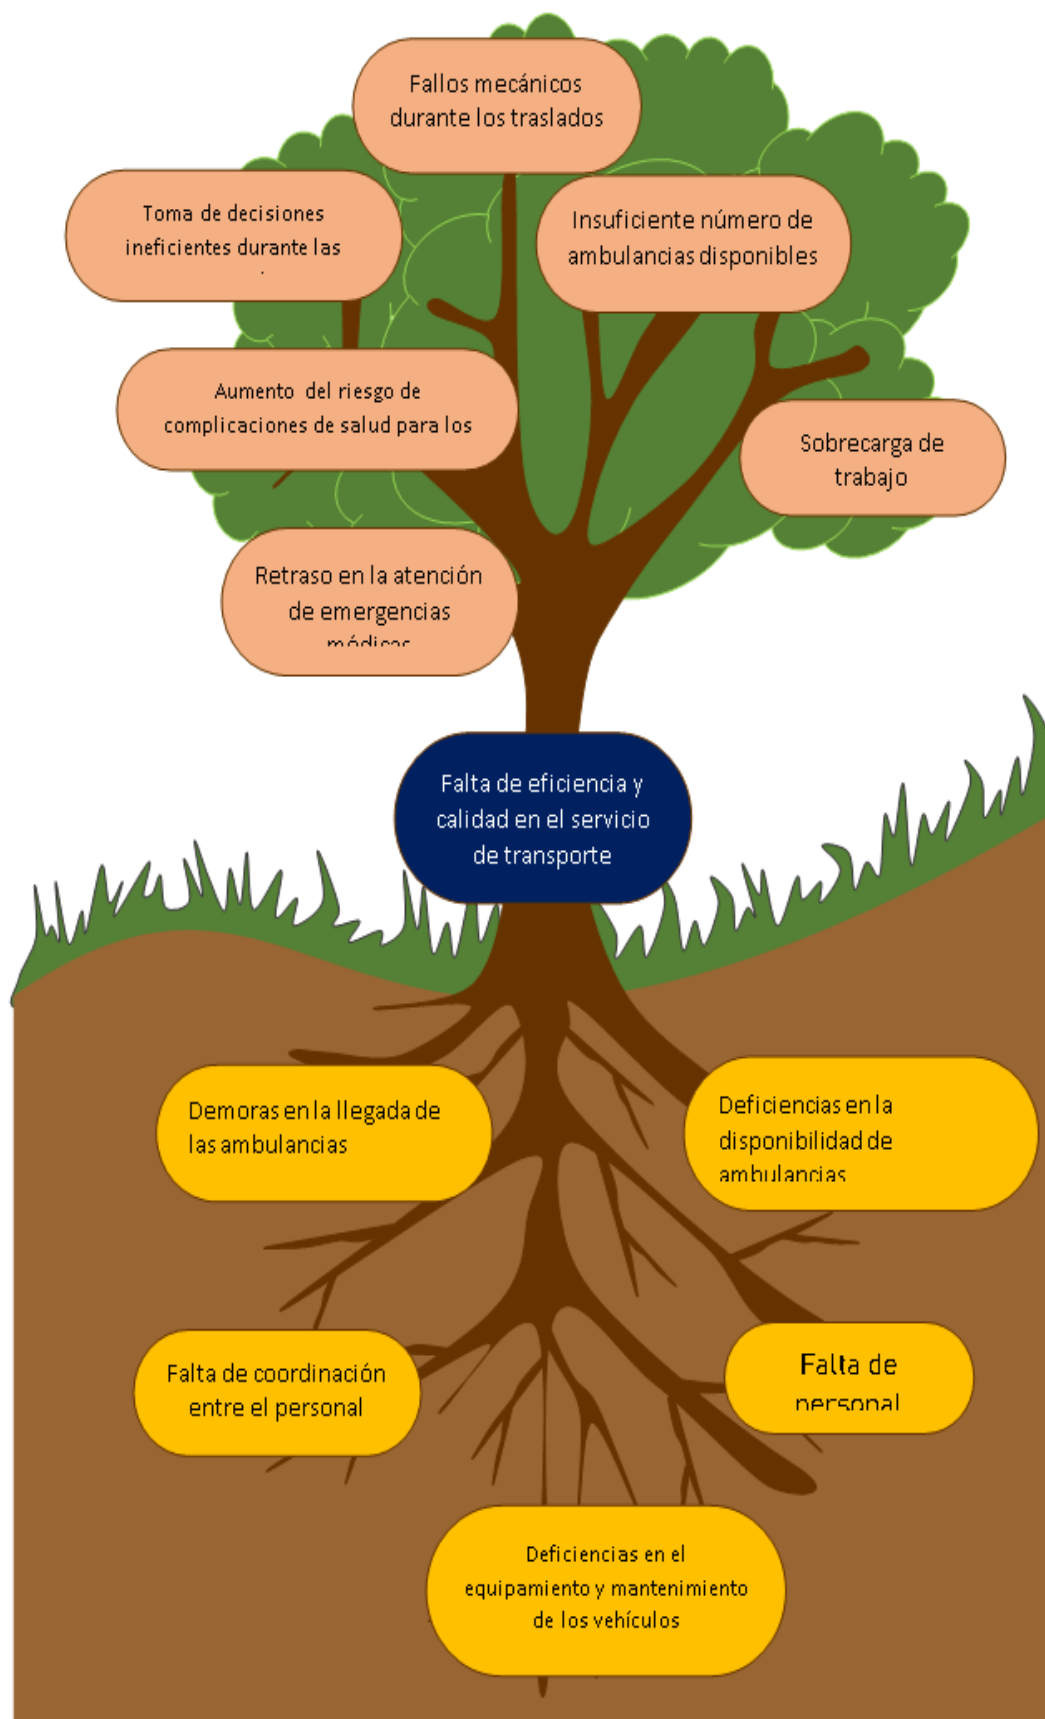 Fallos mecánicos
durante los traslados
Toma de decisiones
ineficientes durante las
Insuficiente número de
ambulancias disponibles
Aumento del riesgo de
complicaciones de salud para los
Sobrecarga de
trabajo
Retraso en la atención
de emergencias
médicas
Falta de eficiencia y
calidad en el servicio
de transporte
Demoras en la llegada de
las ambulancias
Deficiencias en la
disponibilidad de
ambulancias
Falta de coordinación
entre el personal
Falta de
personal
Deficiencias en el
equipamiento y mantenimiento
de los vehículos